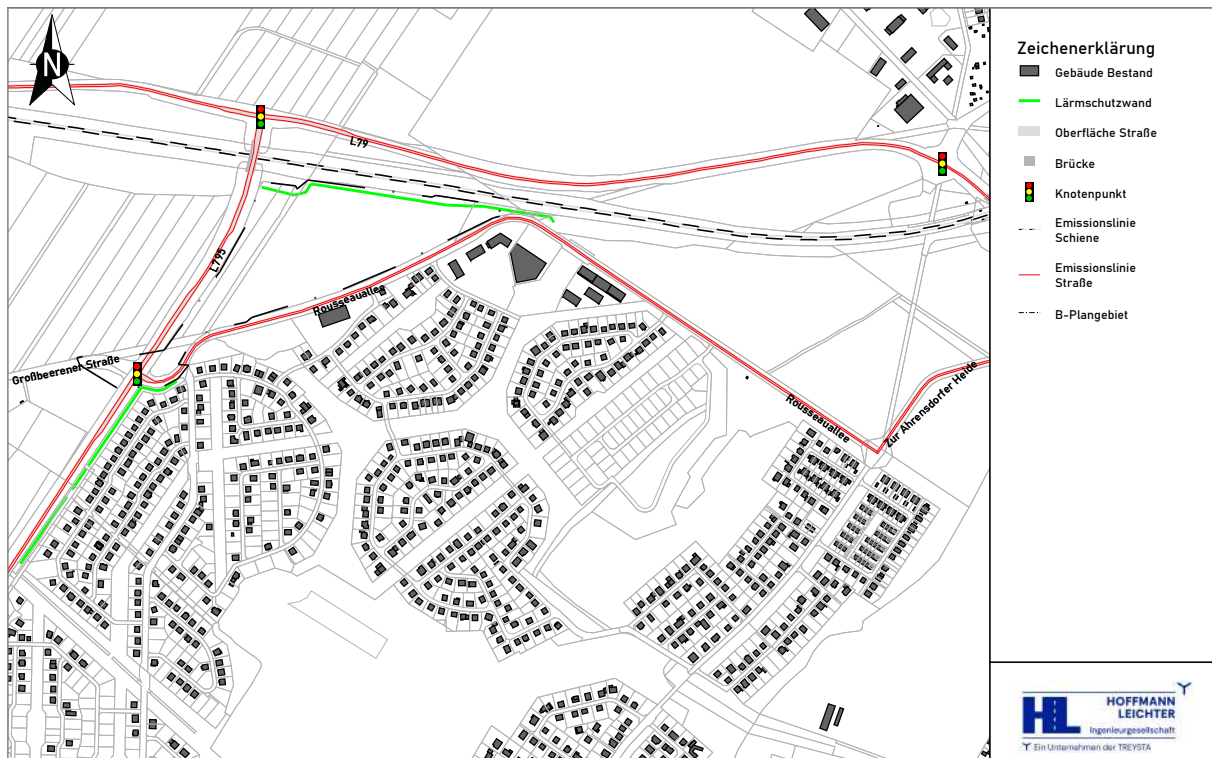 N
L79
L795
Rousseauallee
Großbeerener Straße
Rousseauallee
Zur Ahrensdorfer Heide
Zeichenerklärung
Gebäude Bestand
Lärmschutzwand
Oberfläche Straße
Brücke
Knotenpunkt
Emissionslinie
Schiene
Emissionslinie
Straße
B-Plangebiet
HL
HOFFMANN
LEICHTER
Ingenieurgesellschaft
Ein Unternehmen der TREYSTA